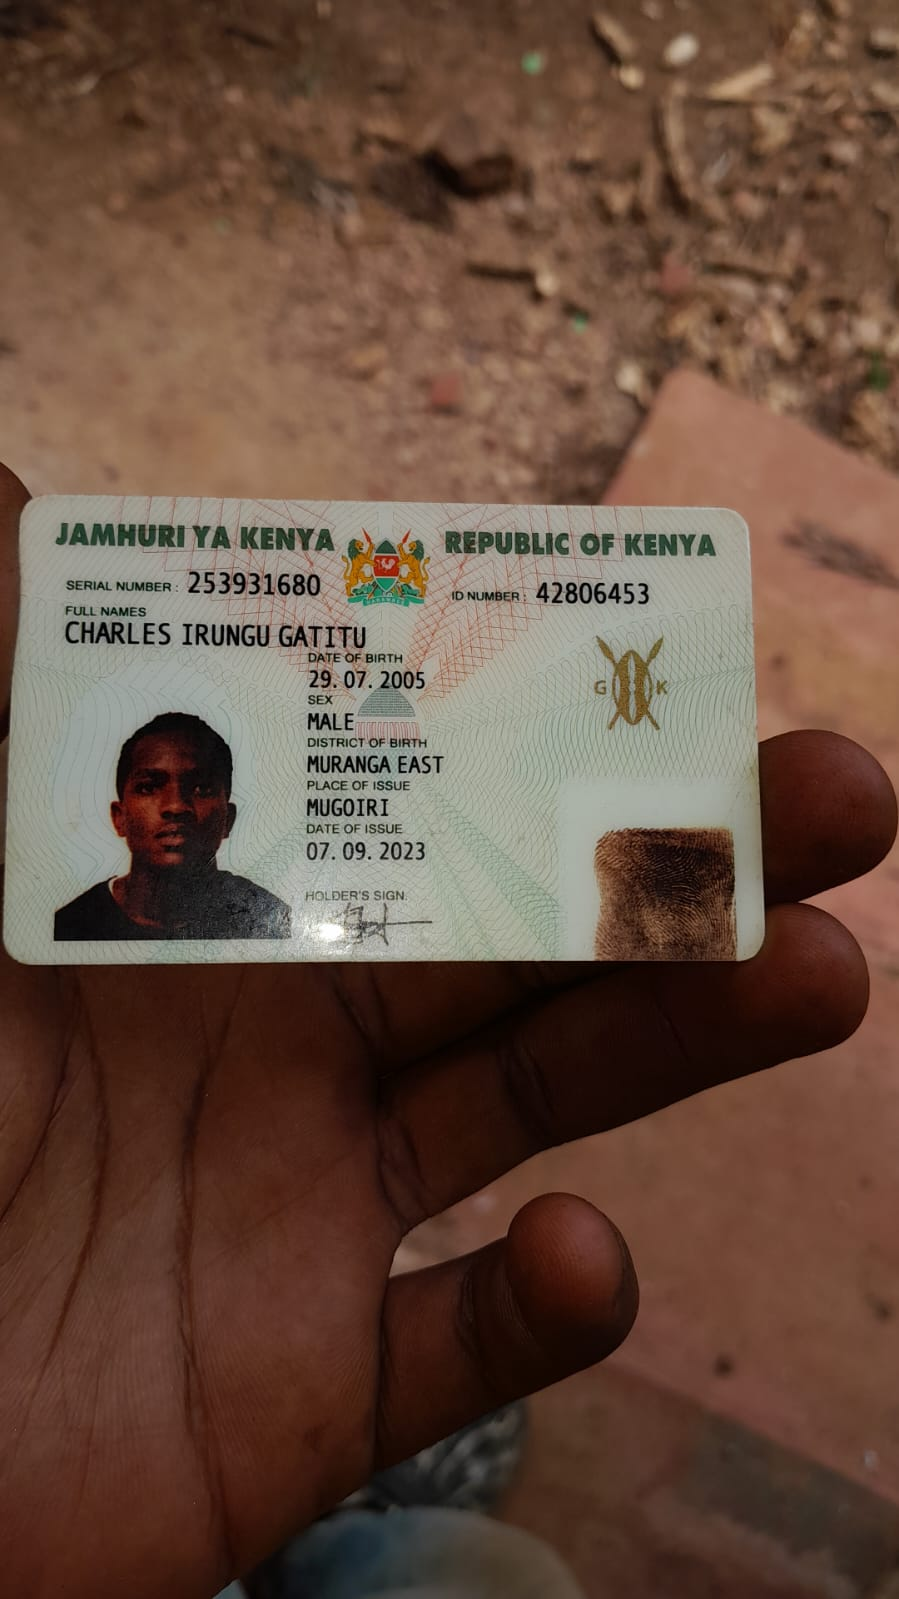 JAMHURI YA KENYA REPUBLIC OF KENYA
SERIAL NUMBER : 253931680 ID NUMBER : 42806453
FULL NAMES
CHARLES IRUNGU GATITU
DATE OF BIRTH
29. 07. 2005
SEX
MALE
DISTRICT OF BIRTH
MURANGA EAST
PLACE OF ISSUE
MUGOIRI
DATE OF ISSUE
07. 09. 2023
HOLDER'S SIGN.
G K
HARAMBEE